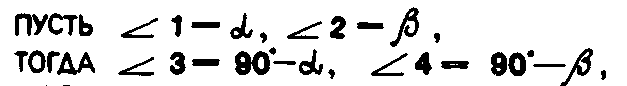 ПУСТЬ ∠ 1 — α, ∠ 2 — β,
ТОГДА ∠ 3 — 90°—α, ∠ 4 — 90°—β,